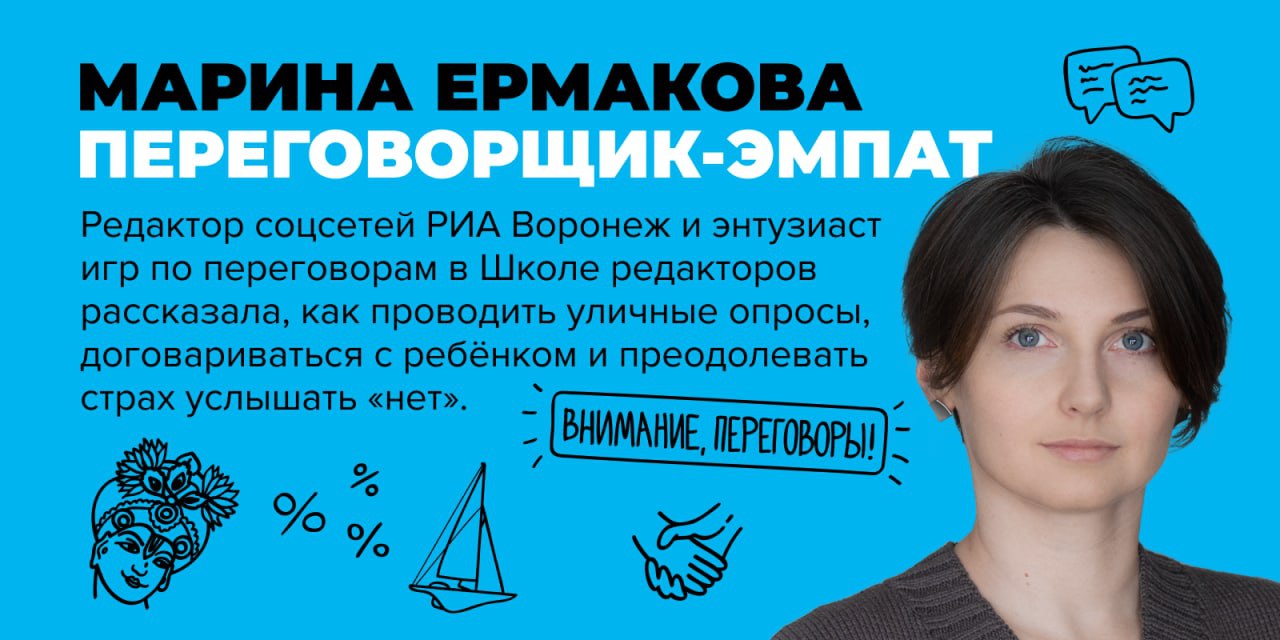 МАРИНА ЕРМАКОВА
ПЕРЕГОВОРЩИК-ЭМПАТ
Редактор соцсетей РИА Воронеж и энтузиаст
игр по переговорам в Школе редакторов
рассказала, как проводить уличные опросы,
договариваться с ребёнком и преодолевать
страх услышать «нет».
ВНИМАНИЕ, ПЕРЕГОВОРЫ!
% % %